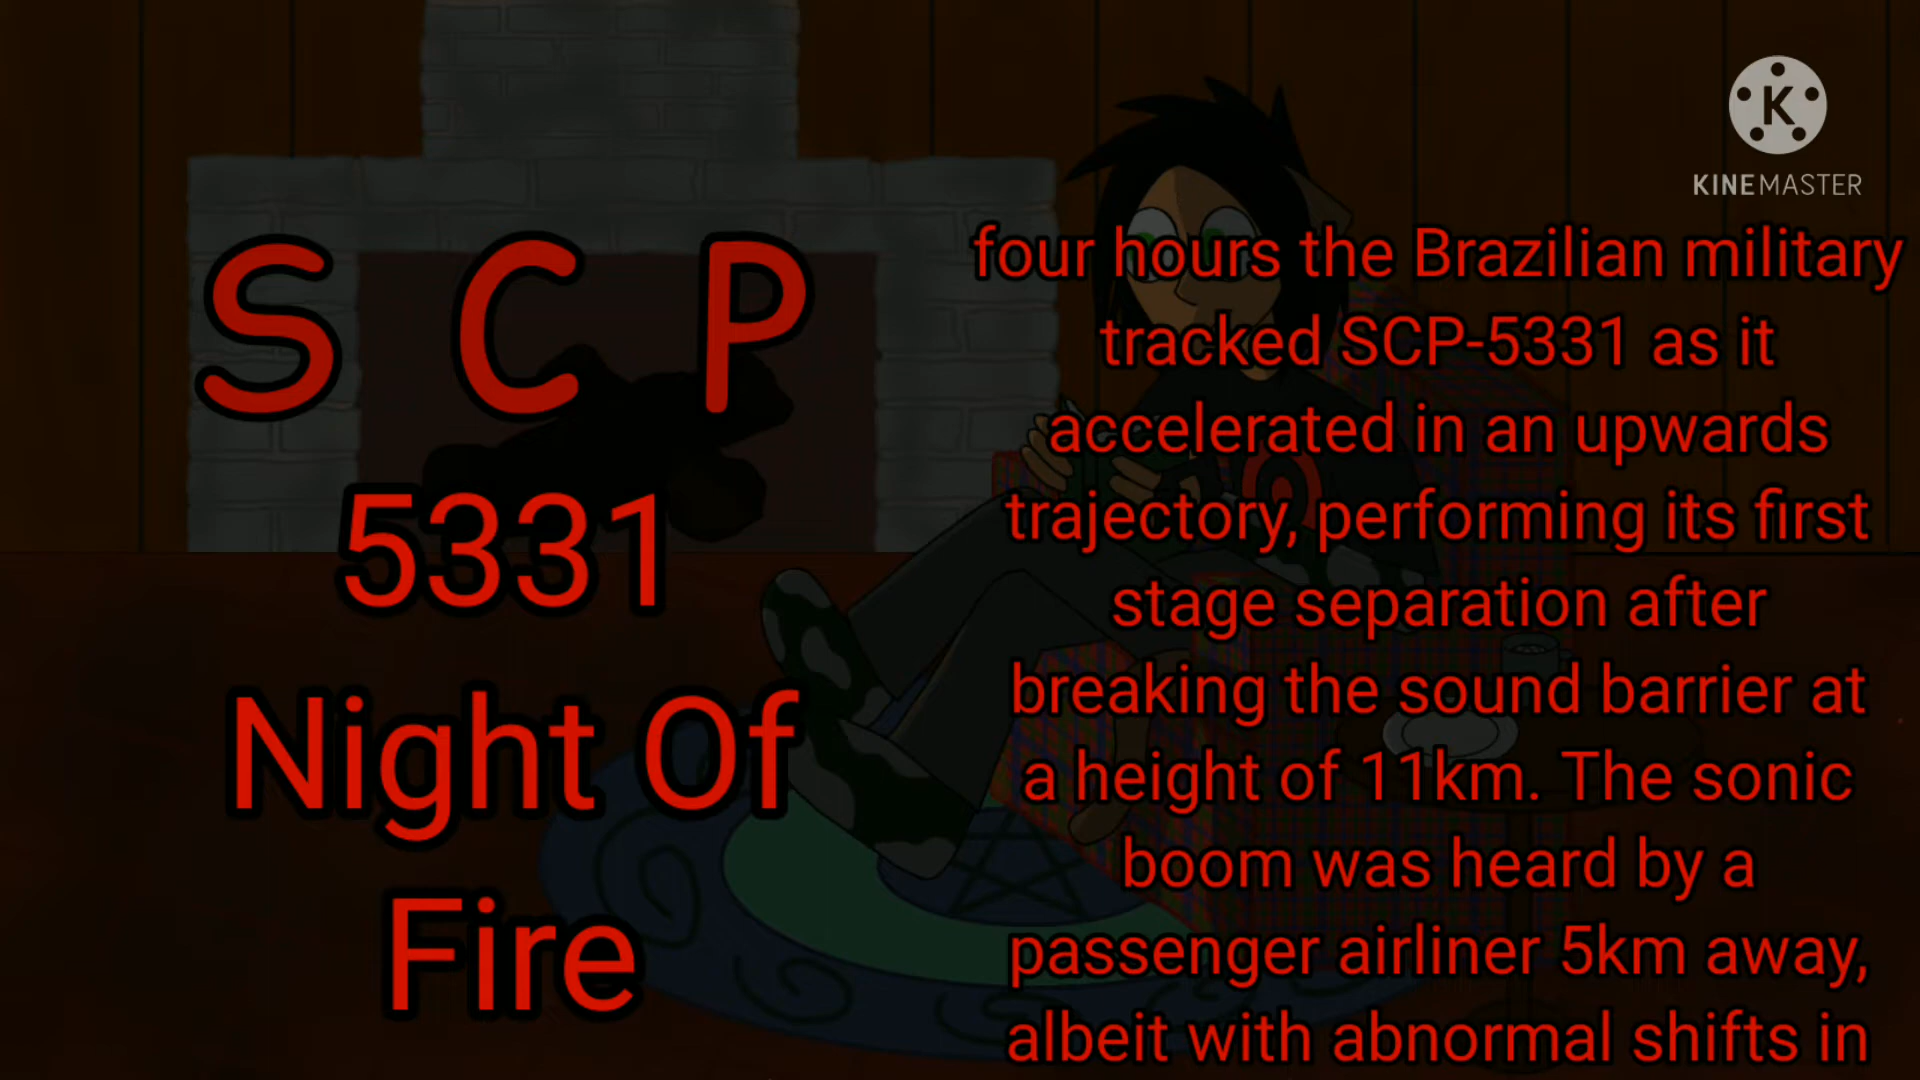 KINEMASTER
S C P
5331
Night Of
Fire
four hours the Brazilian military
tracked SCP-5331 as it
accelerated in an upwards
trajectory, performing its first
stage separation after
breaking the sound barrier at
a height of 11km. The sonic
boom was heard by a
passenger airliner 5km away,
albeit with abnormal shifts in